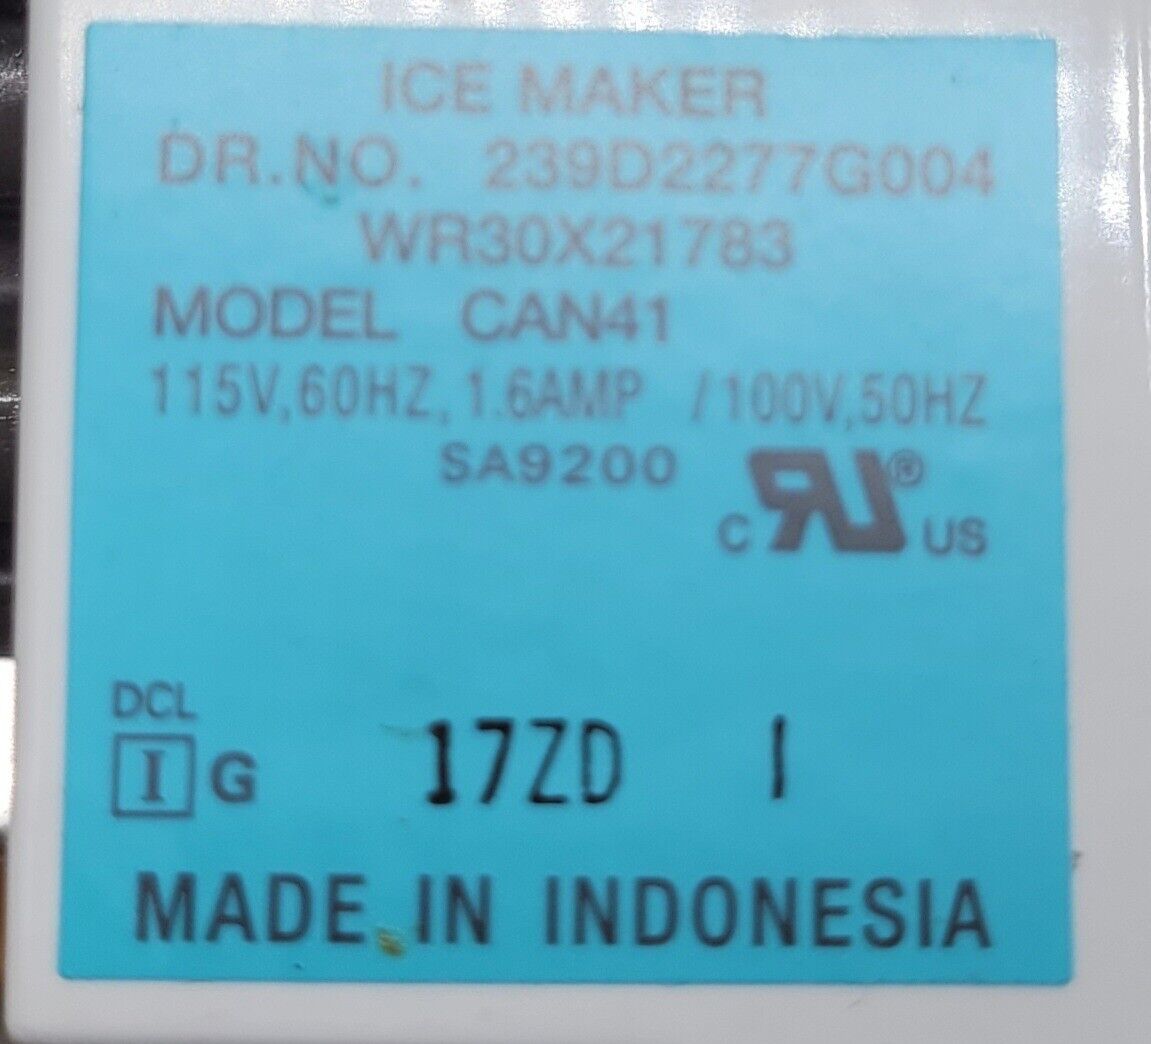 ICE MAKER
DR.NO. 239D2277G004
WR30X21783
MODEL CAN41
115V,60HZ,1.6AMP /100V,50HZ
SA9200
C RU® US
DCL
I G 17ZD I
MADE IN INDONESIA